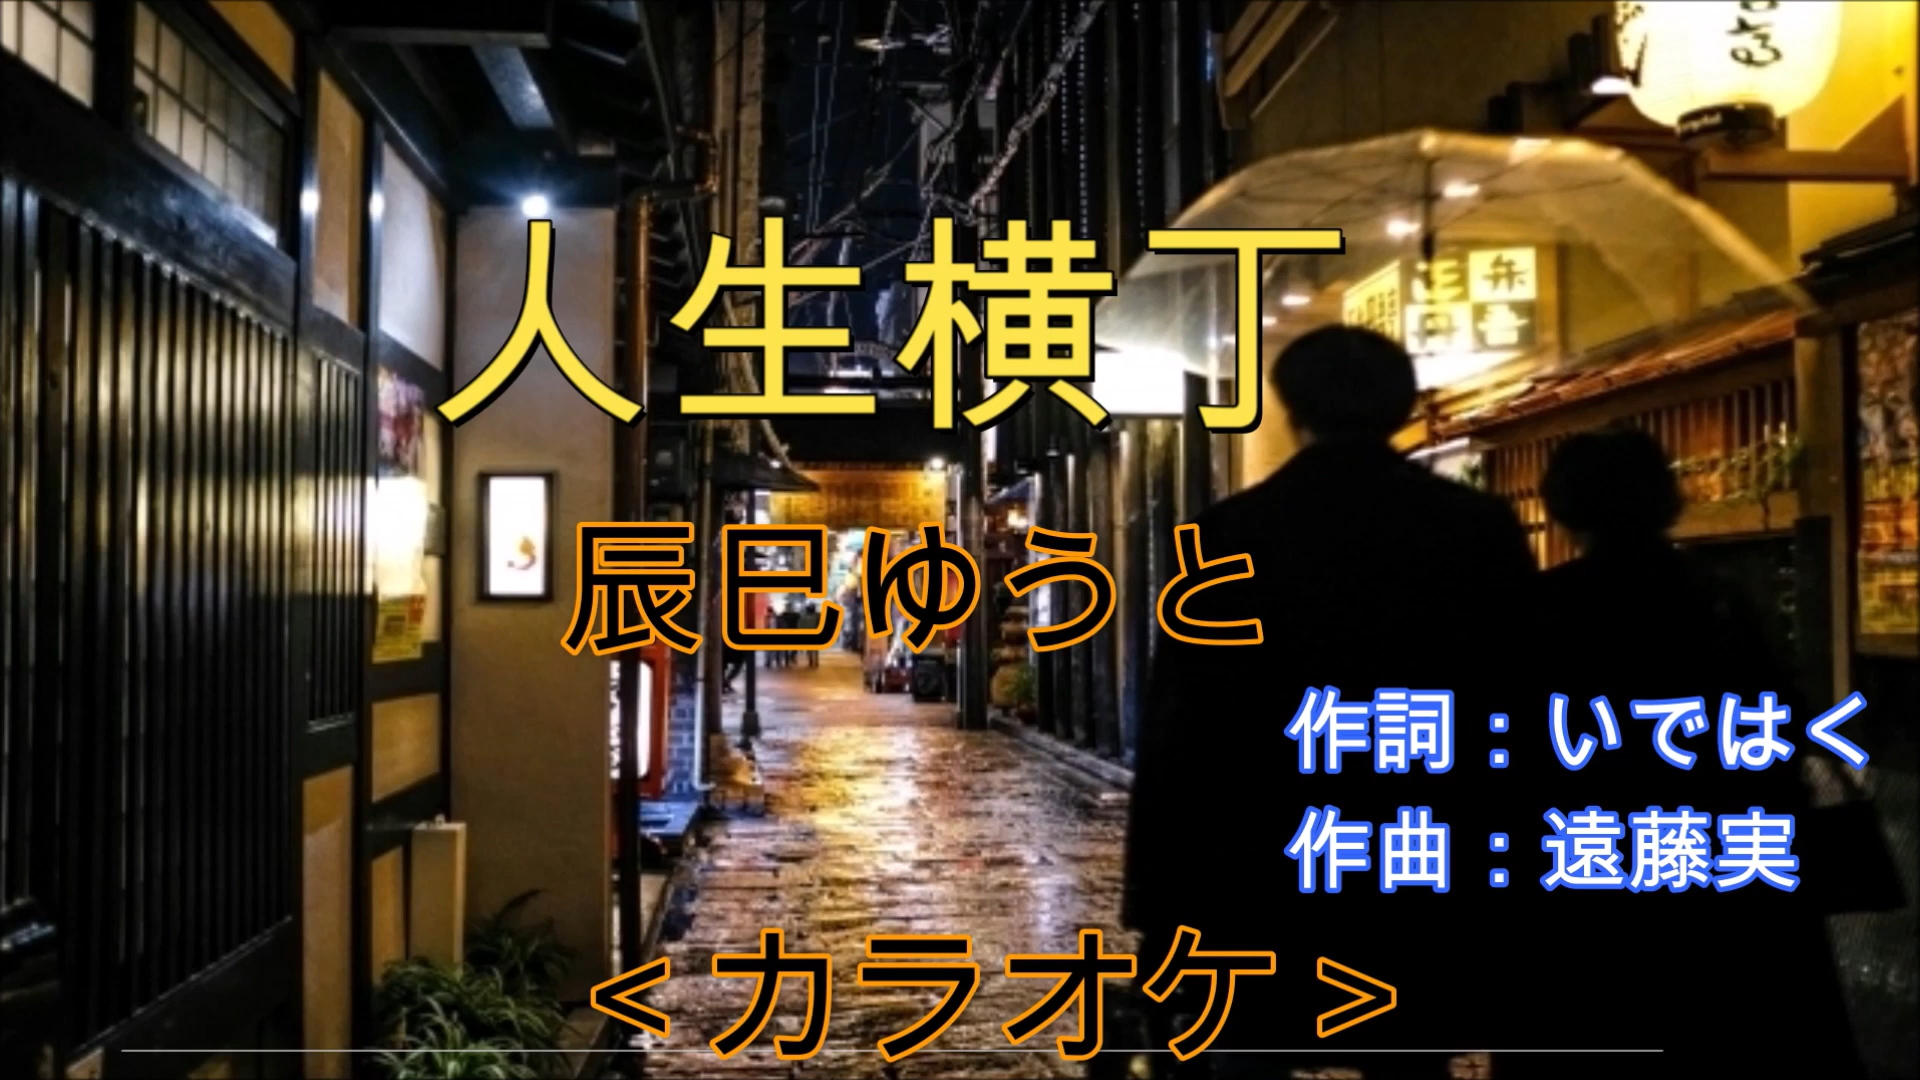 人生横丁
辰巳ゆうと
作詞：いではく
作曲：遠藤実
＜カラオケ＞